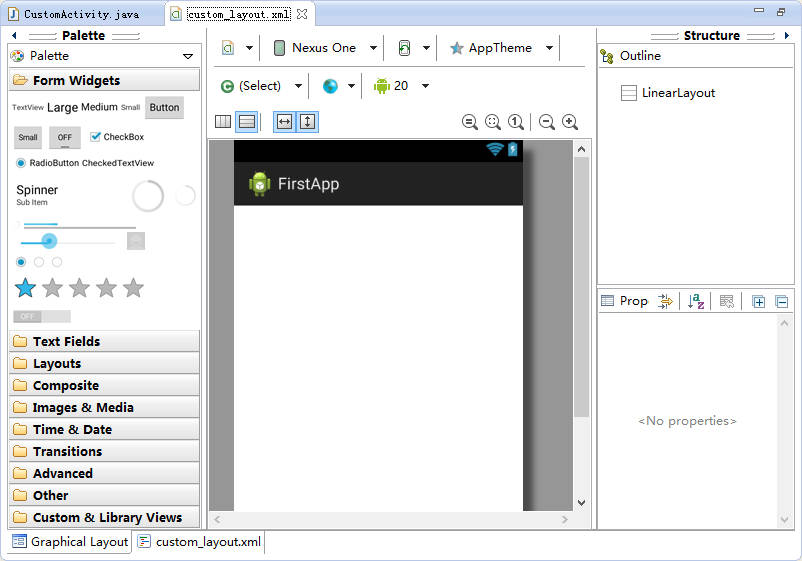 CustomActivity.java
custom_layout.xml
Palette
Palette
Form Widgets
TextView Large Medium Small Button
Small OFF CheckBox
RadioButton CheckedTextView
Spinner
Sub Item
OFF
Text Fields
Layouts
Composite
Images & Media
Time & Date
Transitions
Advanced
Other
Custom & Library Views
Nexus One
AppTheme
(Select)
20
FirstApp
Structure
Outline
LinearLayout
Prop
<No properties>
Graphical Layout
custom_layout.xml